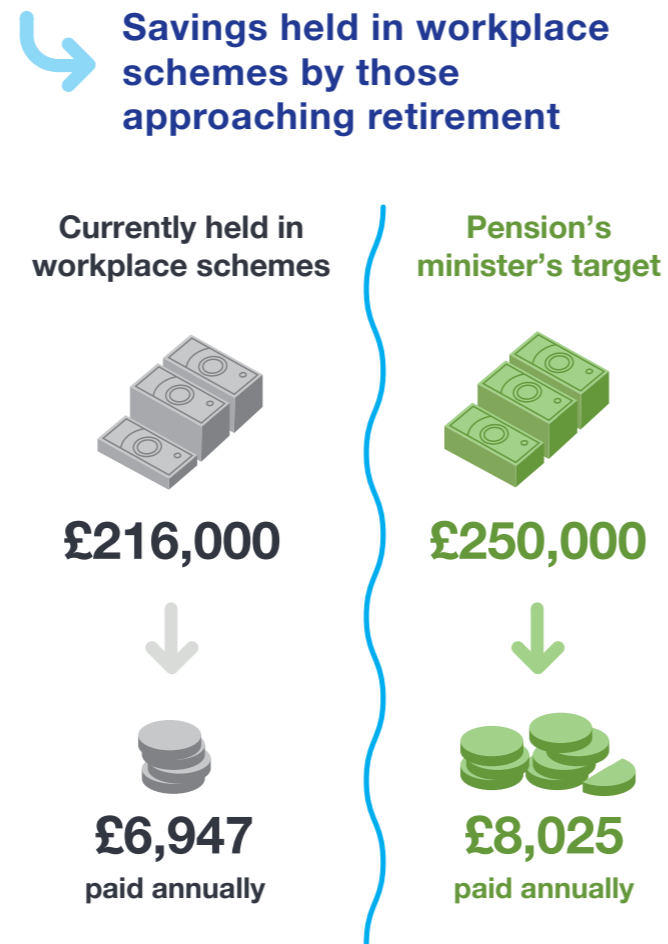 Savings held in workplace
schemes by those
approaching retirement
Currently held in
workplace schemes
£216,000
£6,947
paid annually
Pension’s
minister’s target
£250,000
£8,025
paid annually